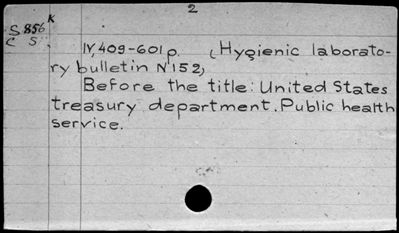 2
K
S.856
C S.
IV, 409-601 p. (Hygienic laborato-
ry bulletin N 152)
Before the title: United States
treasury department. Public health
service.